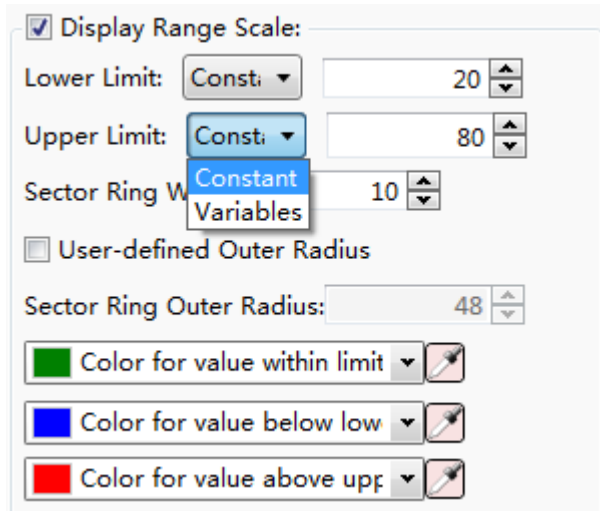 Display Range Scale:
Lower Limit: Consta 20
Upper Limit: Consta 80
Constant
Sector Ring W 10
Variables
User-defined Outer Radius
Sector Ring Outer Radius: 48
Color for value within limit
Color for value below low
Color for value above upp